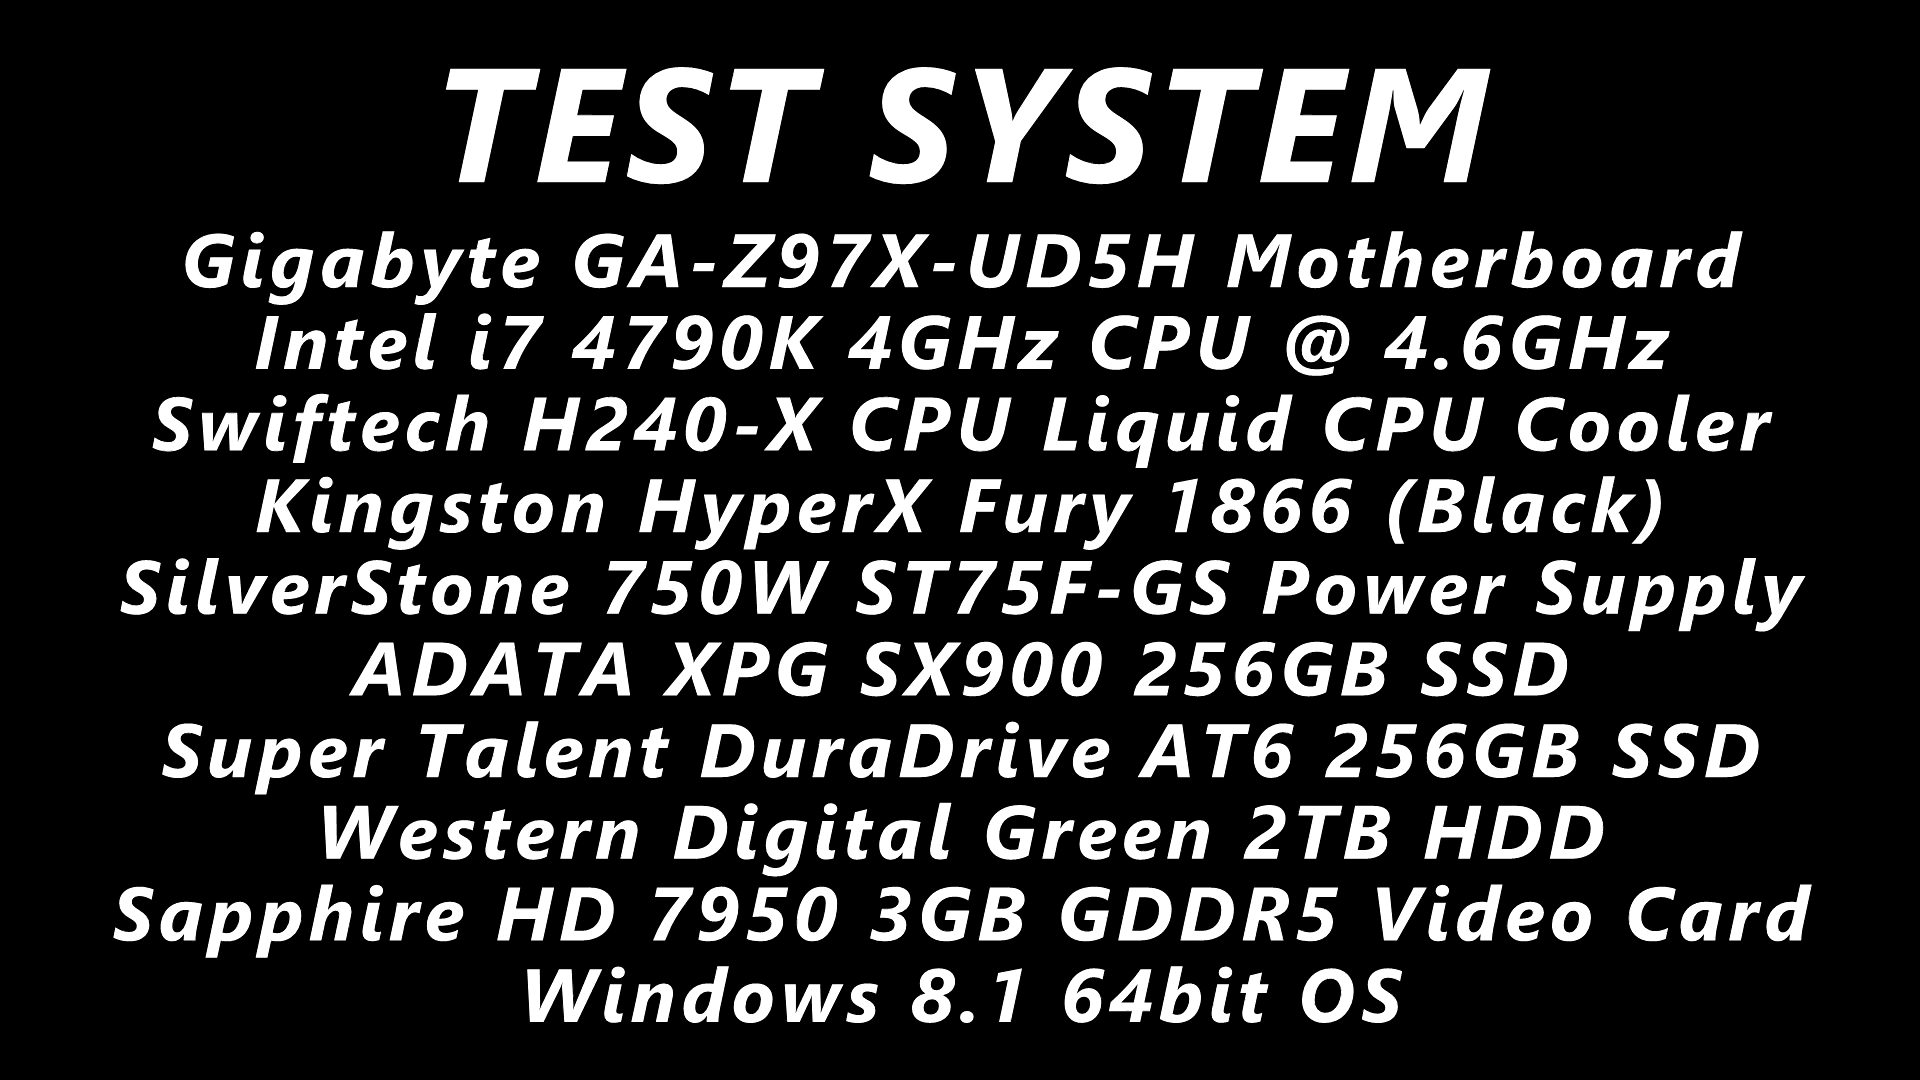 TEST SYSTEM
Gigabyte GA-Z97X-UD5H Motherboard
Intel i7 4790K 4GHz CPU @ 4.6GHz
Swiftech H240-X CPU Liquid CPU Cooler
Kingston HyperX Fury 1866 (Black)
SilverStone 750W ST75F-GS Power Supply
ADATA XPG SX900 256GB SSD
Super Talent DuraDrive AT6 256GB SSD
Western Digital Green 2TB HDD
Sapphire HD 7950 3GB GDDR5 Video Card
Windows 8.1 64bit OS